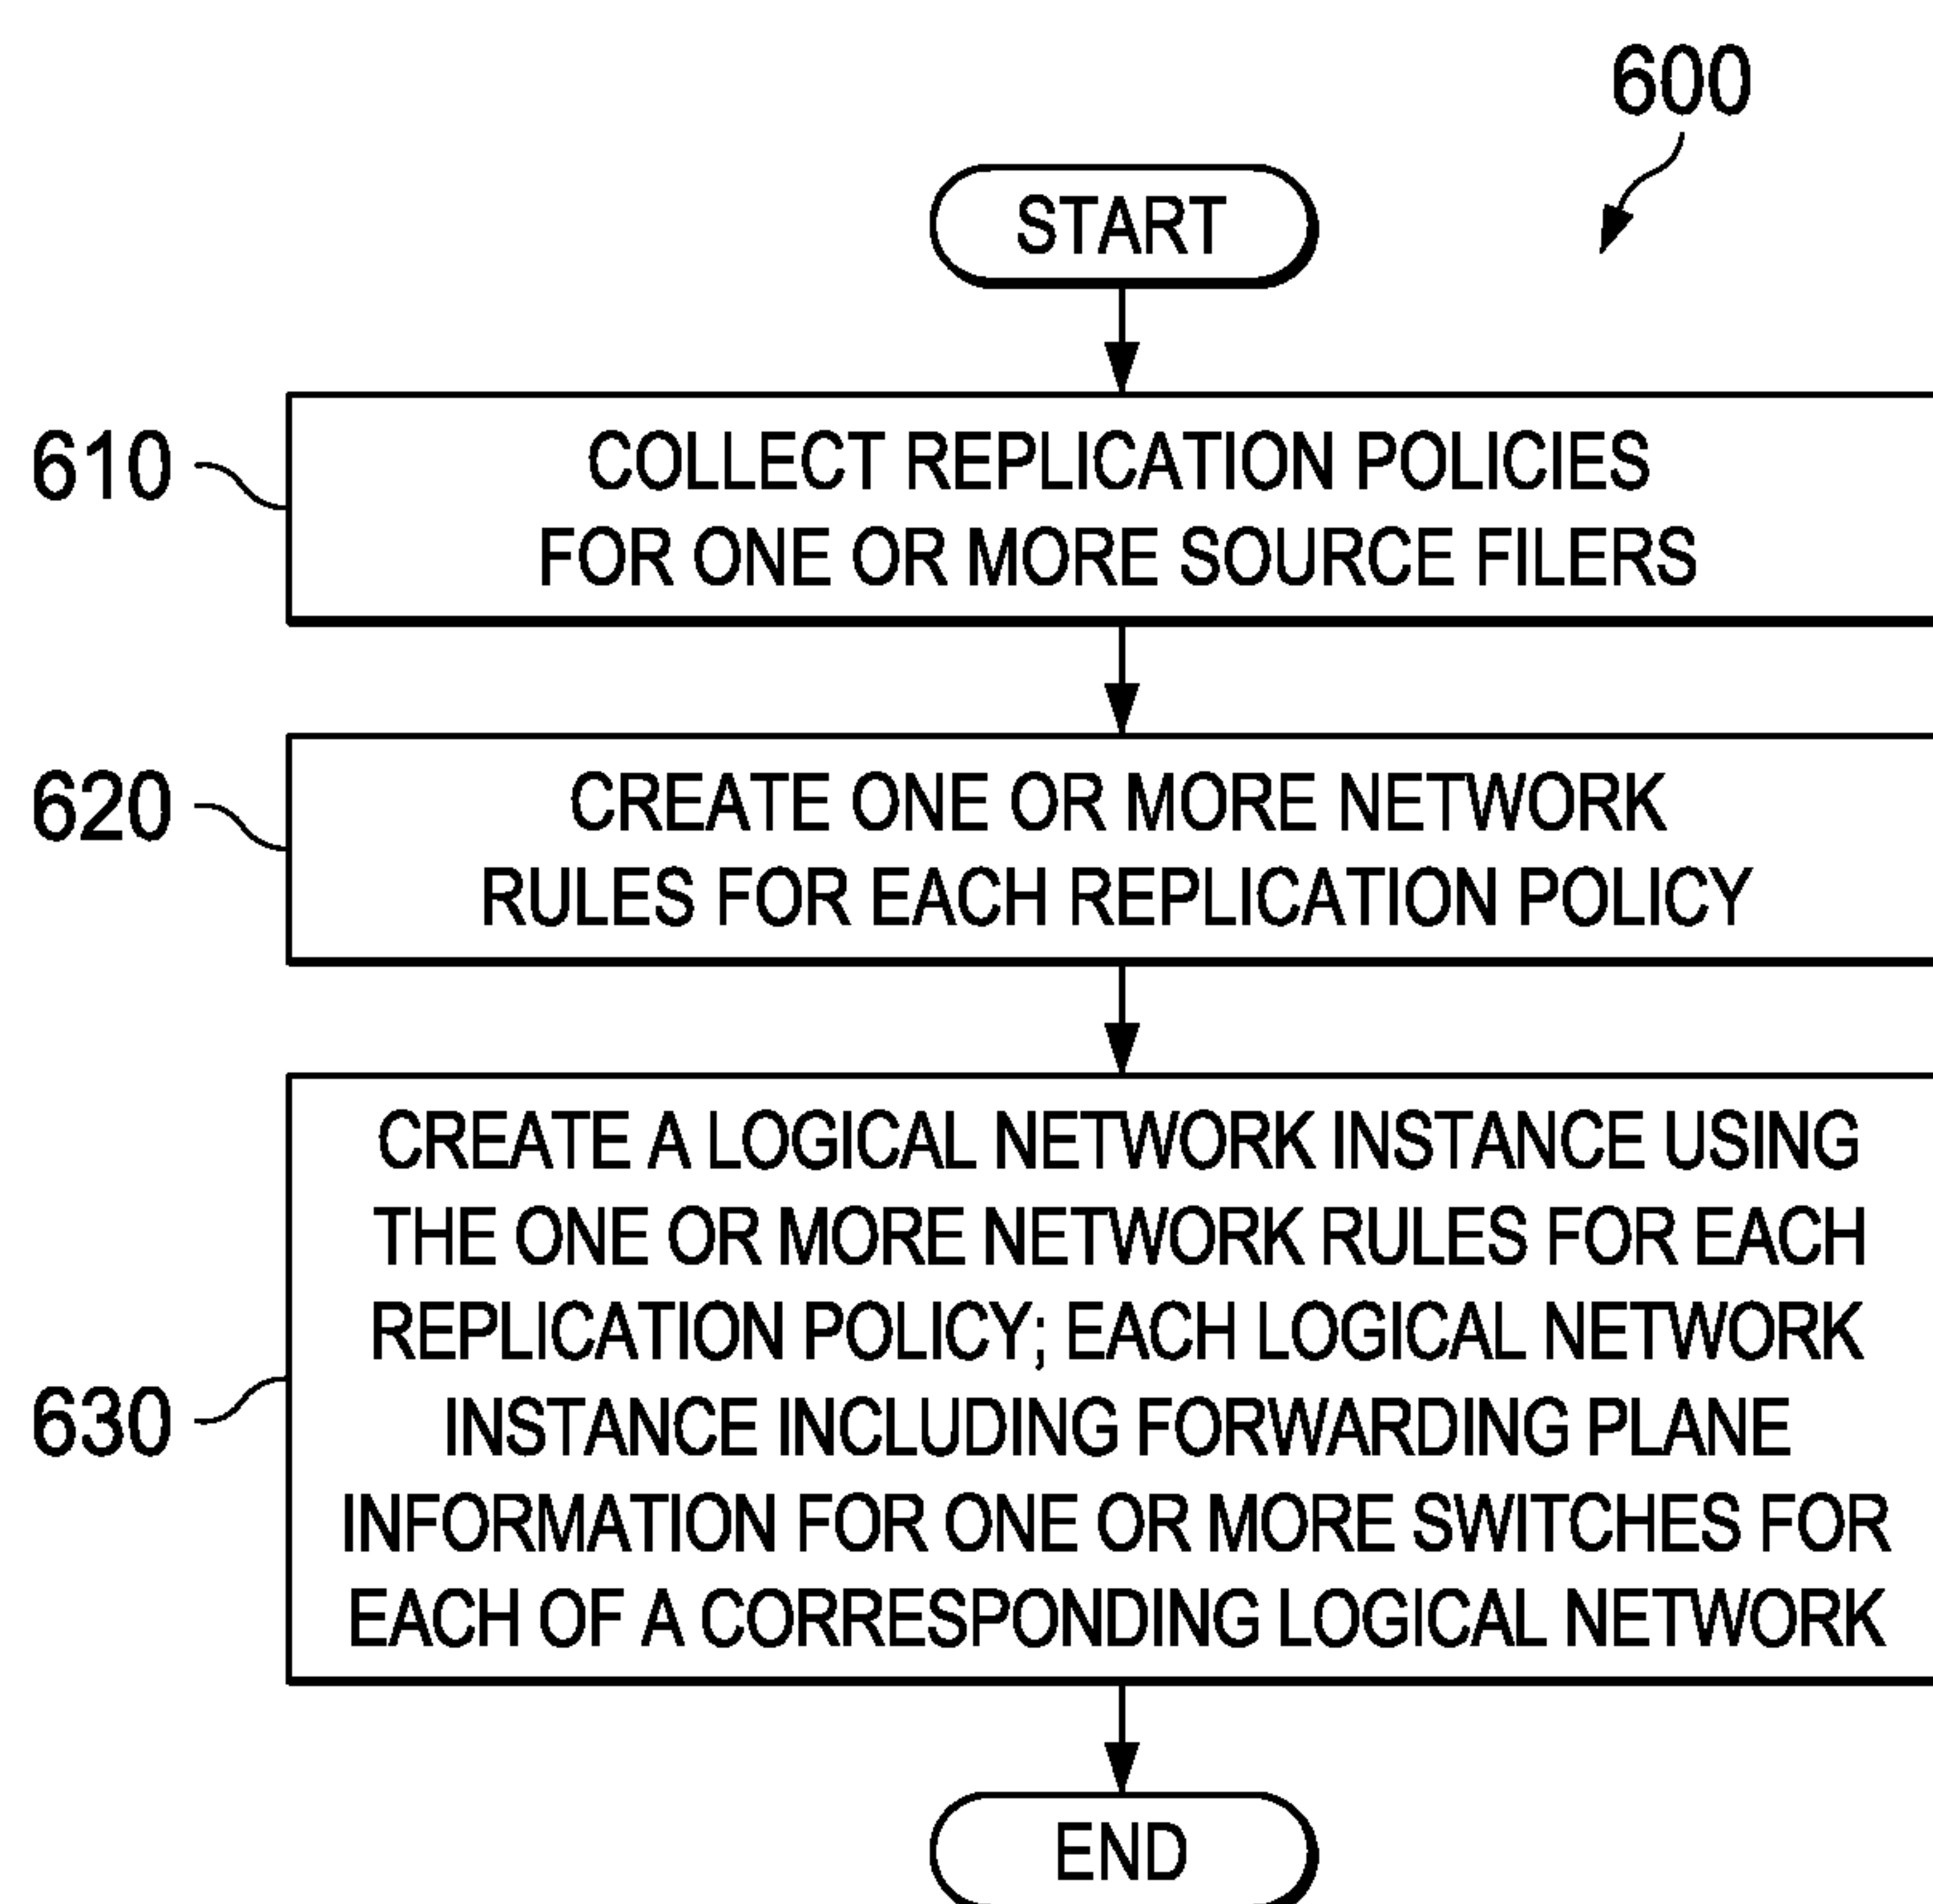 600
START
610
COLLECT REPLICATION POLICIES
FOR ONE OR MORE SOURCE FILERS
620
CREATE ONE OR MORE NETWORK
RULES FOR EACH REPLICATION POLICY
630
CREATE A LOGICAL NETWORK INSTANCE USING
THE ONE OR MORE NETWORK RULES FOR EACH
REPLICATION POLICY; EACH LOGICAL NETWORK
INSTANCE INCLUDING FORWARDING PLANE
INFORMATION FOR ONE OR MORE SWITCHES FOR
EACH OF A CORRESPONDING LOGICAL NETWORK
END